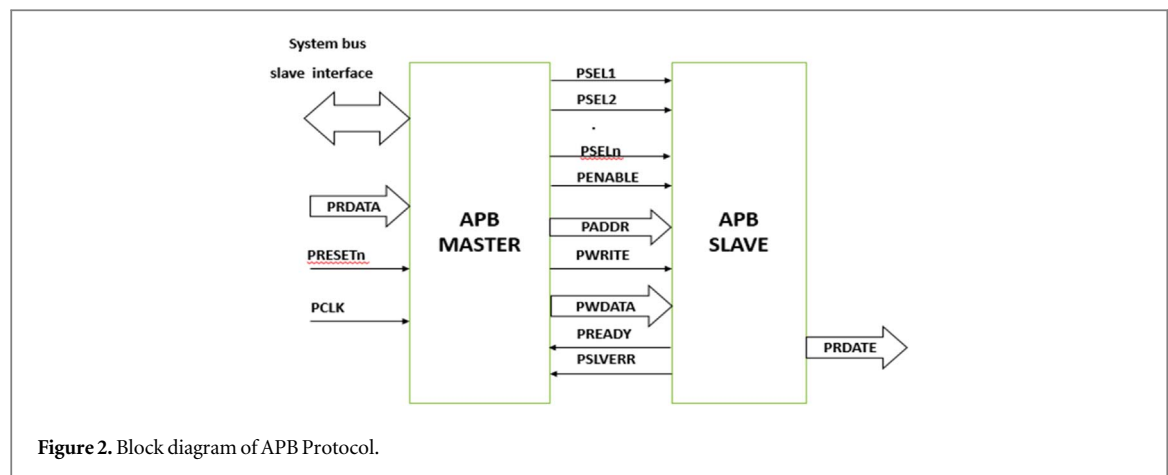 System bus
slave interface
PRDATA
PRESETn
PCLK
APB
MASTER
PSEL1
PSEL2
.
PSELn
PENABLE
PADDR
PWRITE
PWDATA
PREADY
PSLVERR
APB
SLAVE
PRDATE
Figure 2. Block diagram of APB Protocol.